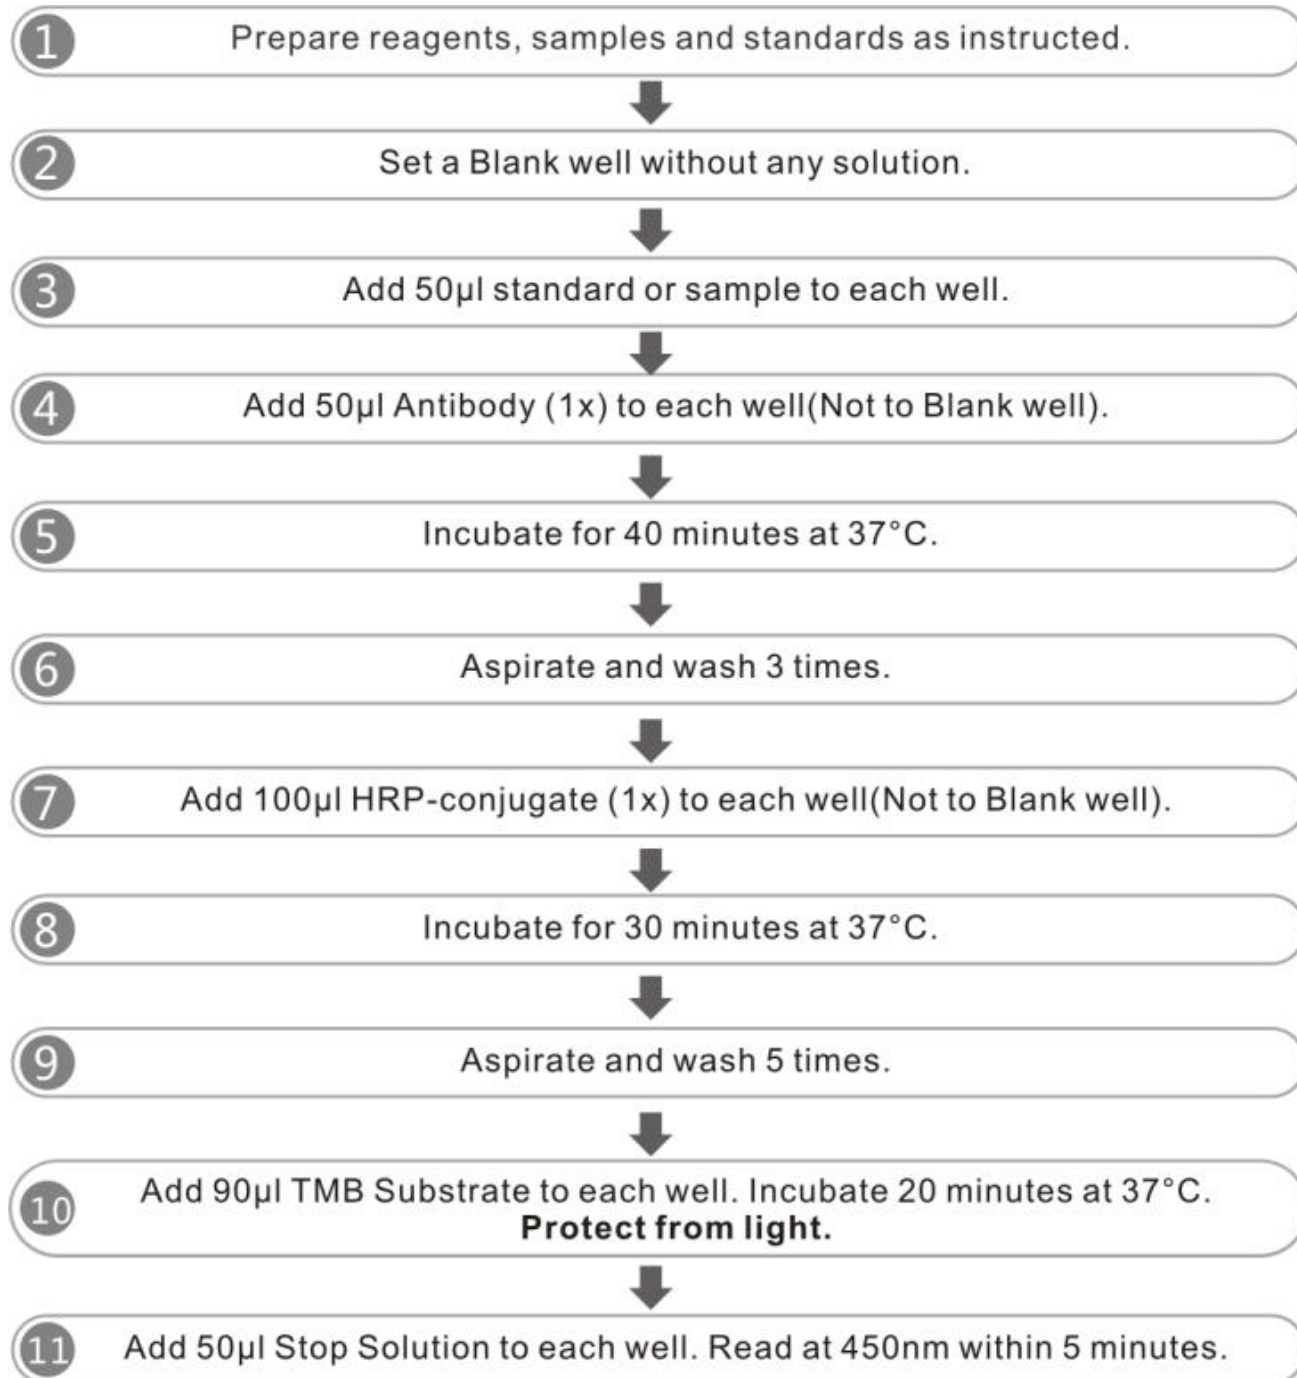 1 Prepare reagents, samples and standards as instructed.
2 Set a Blank well without any solution.
3 Add 50μl standard or sample to each well.
4 Add 50μl Antibody (1x) to each well(Not to Blank well).
5 Incubate for 40 minutes at 37°C.
6 Aspirate and wash 3 times.
7 Add 100μl HRP-conjugate (1x) to each well(Not to Blank well).
8 Incubate for 30 minutes at 37°C.
9 Aspirate and wash 5 times.
10 Add 90μl TMB Substrate to each well. Incubate 20 minutes at 37°C.
Protect from light.
11 Add 50μl Stop Solution to each well. Read at 450nm within 5 minutes.